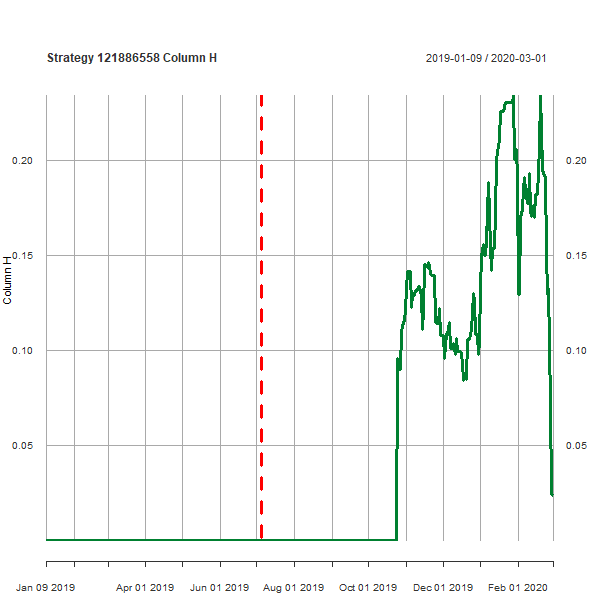 Strategy 121886558 Column H 2019-01-09 / 2020-03-01
0.20 0.20
0.15 0.15
Column H
0.10 0.10
0.05 0.05
Jan 09 2019 Apr 01 2019 Jun 01 2019 Aug 01 2019 Oct 01 2019 Dec 01 2019 Feb 01 2020